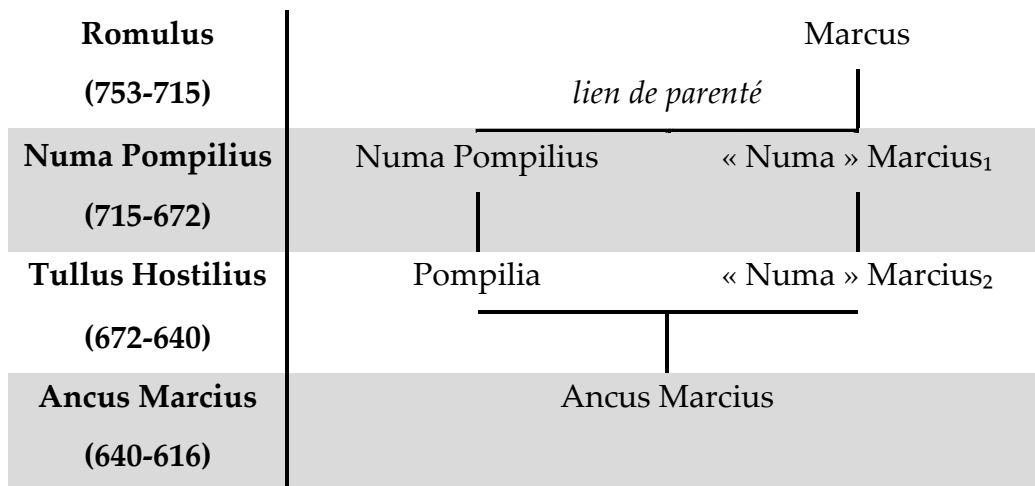 Romulus Marcus
(753-715) lien de parenté
Numa Pompilius Numa Pompilius « Numa » Marcius₁
(715-672)
Tullus Hostilius Pompilia « Numa » Marcius₂
(672-640)
Ancus Marcius Ancus Marcius
(640-616)